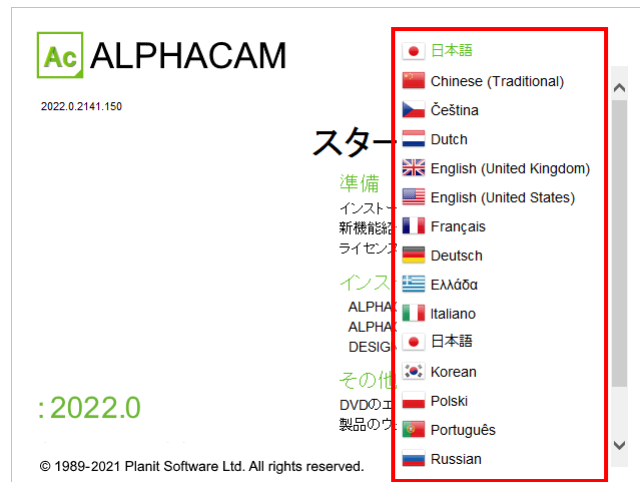 Ac ALPHACAM
2022.0.2141.150
スター
準備
インストー
新機能紹
ライセンス
インス
ALPHA
ALPHA
DESIG
その他
DVDのエ
製品のウ
: 2022.0
© 1989-2021 Planit Software Ltd. All rights reserved.
日本語
Chinese (Traditional)
Čeština
Dutch
English (United Kingdom)
English (United States)
Français
Deutsch
Ελλάδα
Italiano
日本語
Korean
Polski
Português
Russian